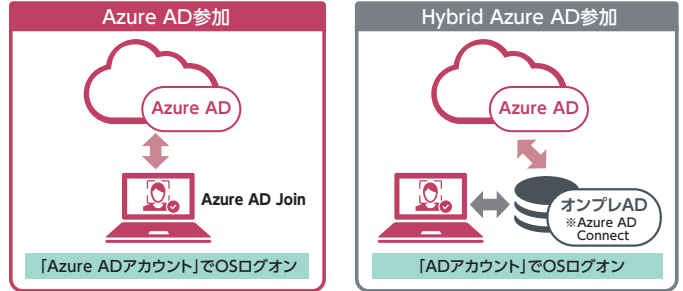 Azure AD参加
Azure AD
Azure AD Join
「Azure ADアカウント」でOSログオン
Hybrid Azure AD参加
Azure AD
オンプレAD
※Azure AD
Connect
「ADアカウント」でOSログオン